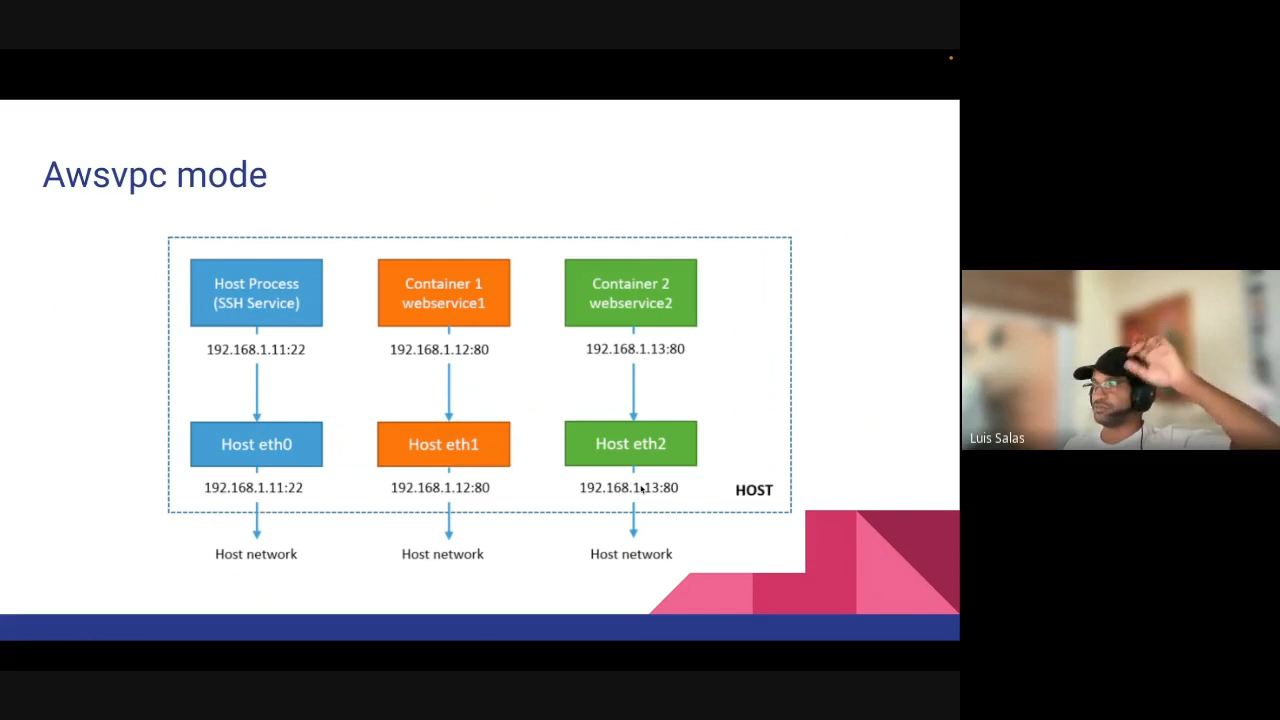 Awsvpc mode
Host Process
(SSH Service)
Container 1
webservice1
Container 2
webservice2
192.168.1.11:22
192.168.1.12:80
192.168.1.13:80
Host eth0
Host eth1
Host eth2
192.168.1.11:22
192.168.1.12:80
192.168.1.13:80
HOST
Host network
Host network
Host network
Luis Salas